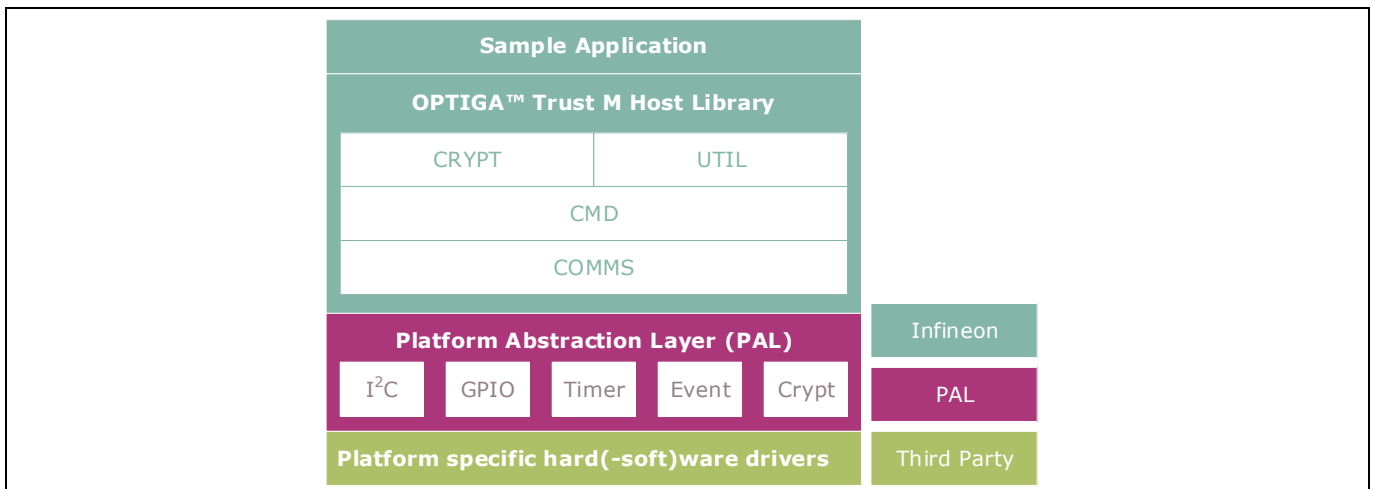 Sample Application
OPTIGA™ Trust M Host Library
CRYPT UTIL
CMD
COMMS
Platform Abstraction Layer (PAL)
I²C GPIO Timer Event Crypt
Platform specific hard(-soft)ware drivers
Infineon
PAL
Third Party